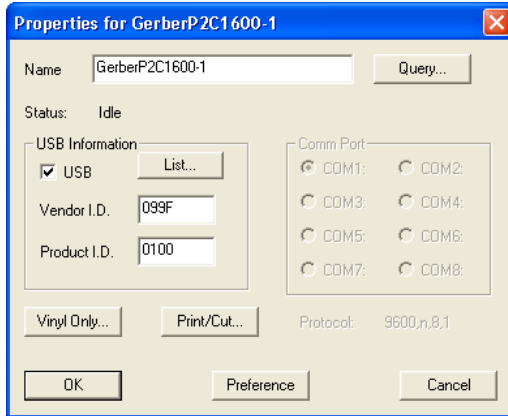 Properties for GerberP2C1600-1
Name GerberP2C1600-1 Query...
Status: Idle
USB Information
USB List...
Vendor I.D. 099F
Product I.D. 0100
Comm Port
COM1: COM2:
COM3: COM4:
COM5: COM6:
COM7: COM8:
Vinyl Only... Print/Cut... Protocol: 9600,n,8,1
OK Preference Cancel